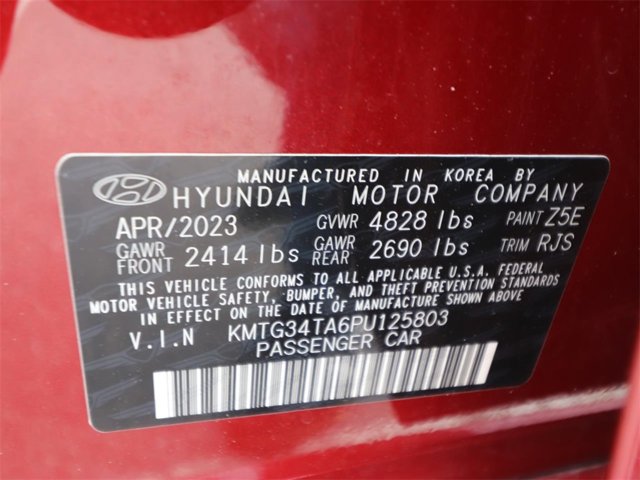 MANUFACTURED IN KOREA BY
HYUNDAI MOTOR COMPANY
APR/2023 GVWR 4828 lbs PAINT Z5E
GAWR FRONT 2414 lbs GAWR REAR 2690 lbs TRIM RJS
THIS VEHICLE CONFORMS TO ALL APPLICABLE U.S.A. FEDERAL
MOTOR VEHICLE SAFETY, BUMPER, AND THEFT PREVENTION STANDARDS
IN EFFECT ON THE DATE OF MANUFACTURE SHOWN ABOVE
V.I.N KMTG34TA6PU125803
PASSENGER CAR